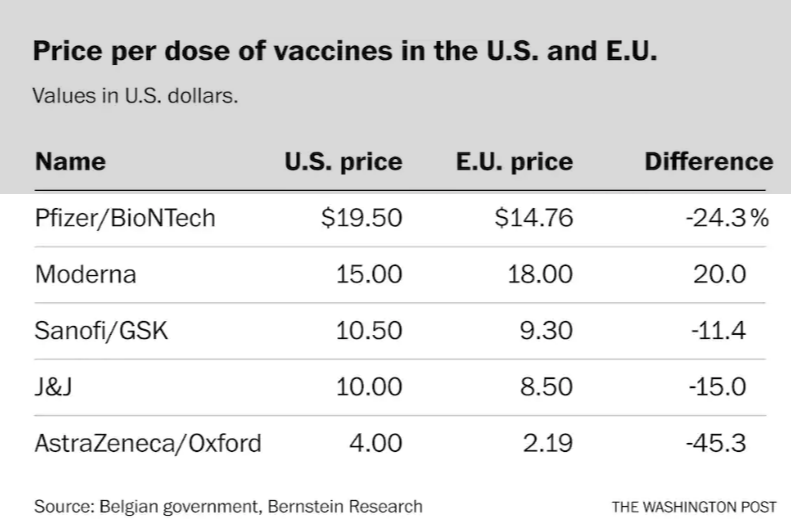 Price per dose of vaccines in the U.S. and E.U.
Values in U.S. dollars.
Name U.S. price E.U. price Difference
Pfizer/BioNTech $19.50 $14.76 -24.3%
Moderna 15.00 18.00 20.0
Sanofi/GSK 10.50 9.30 -11.4
J&J 10.00 8.50 -15.0
AstraZeneca/Oxford 4.00 2.19 -45.3
Source: Belgian government, Bernstein Research THE WASHINGTON POST